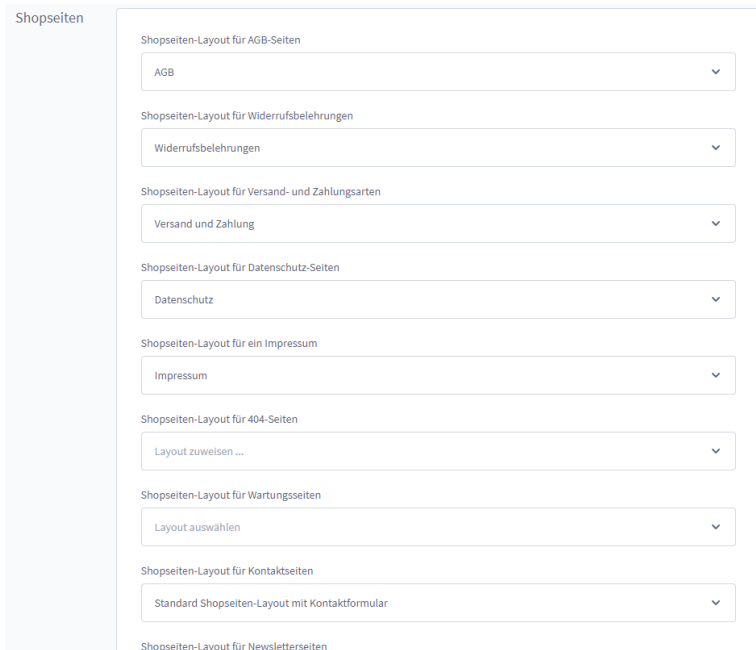 Shopseiten
Shopseiten-Layout für AGB-Seiten
AGB
Shopseiten-Layout für Widerrufsbelehrungen
Widerrufsbelehrungen
Shopseiten-Layout für Versand- und Zahlungsarten
Versand und Zahlung
Shopseiten-Layout für Datenschutz-Seiten
Datenschutz
Shopseiten-Layout für ein Impressum
Impressum
Shopseiten-Layout für 404-Seiten
Layout zuweisen ...
Shopseiten-Layout für Wartungsseiten
Layout auswählen
Shopseiten-Layout für Kontaktseiten
Standard Shopseiten-Layout mit Kontaktformular
Shopseiten-Layout für Newsletterseiten